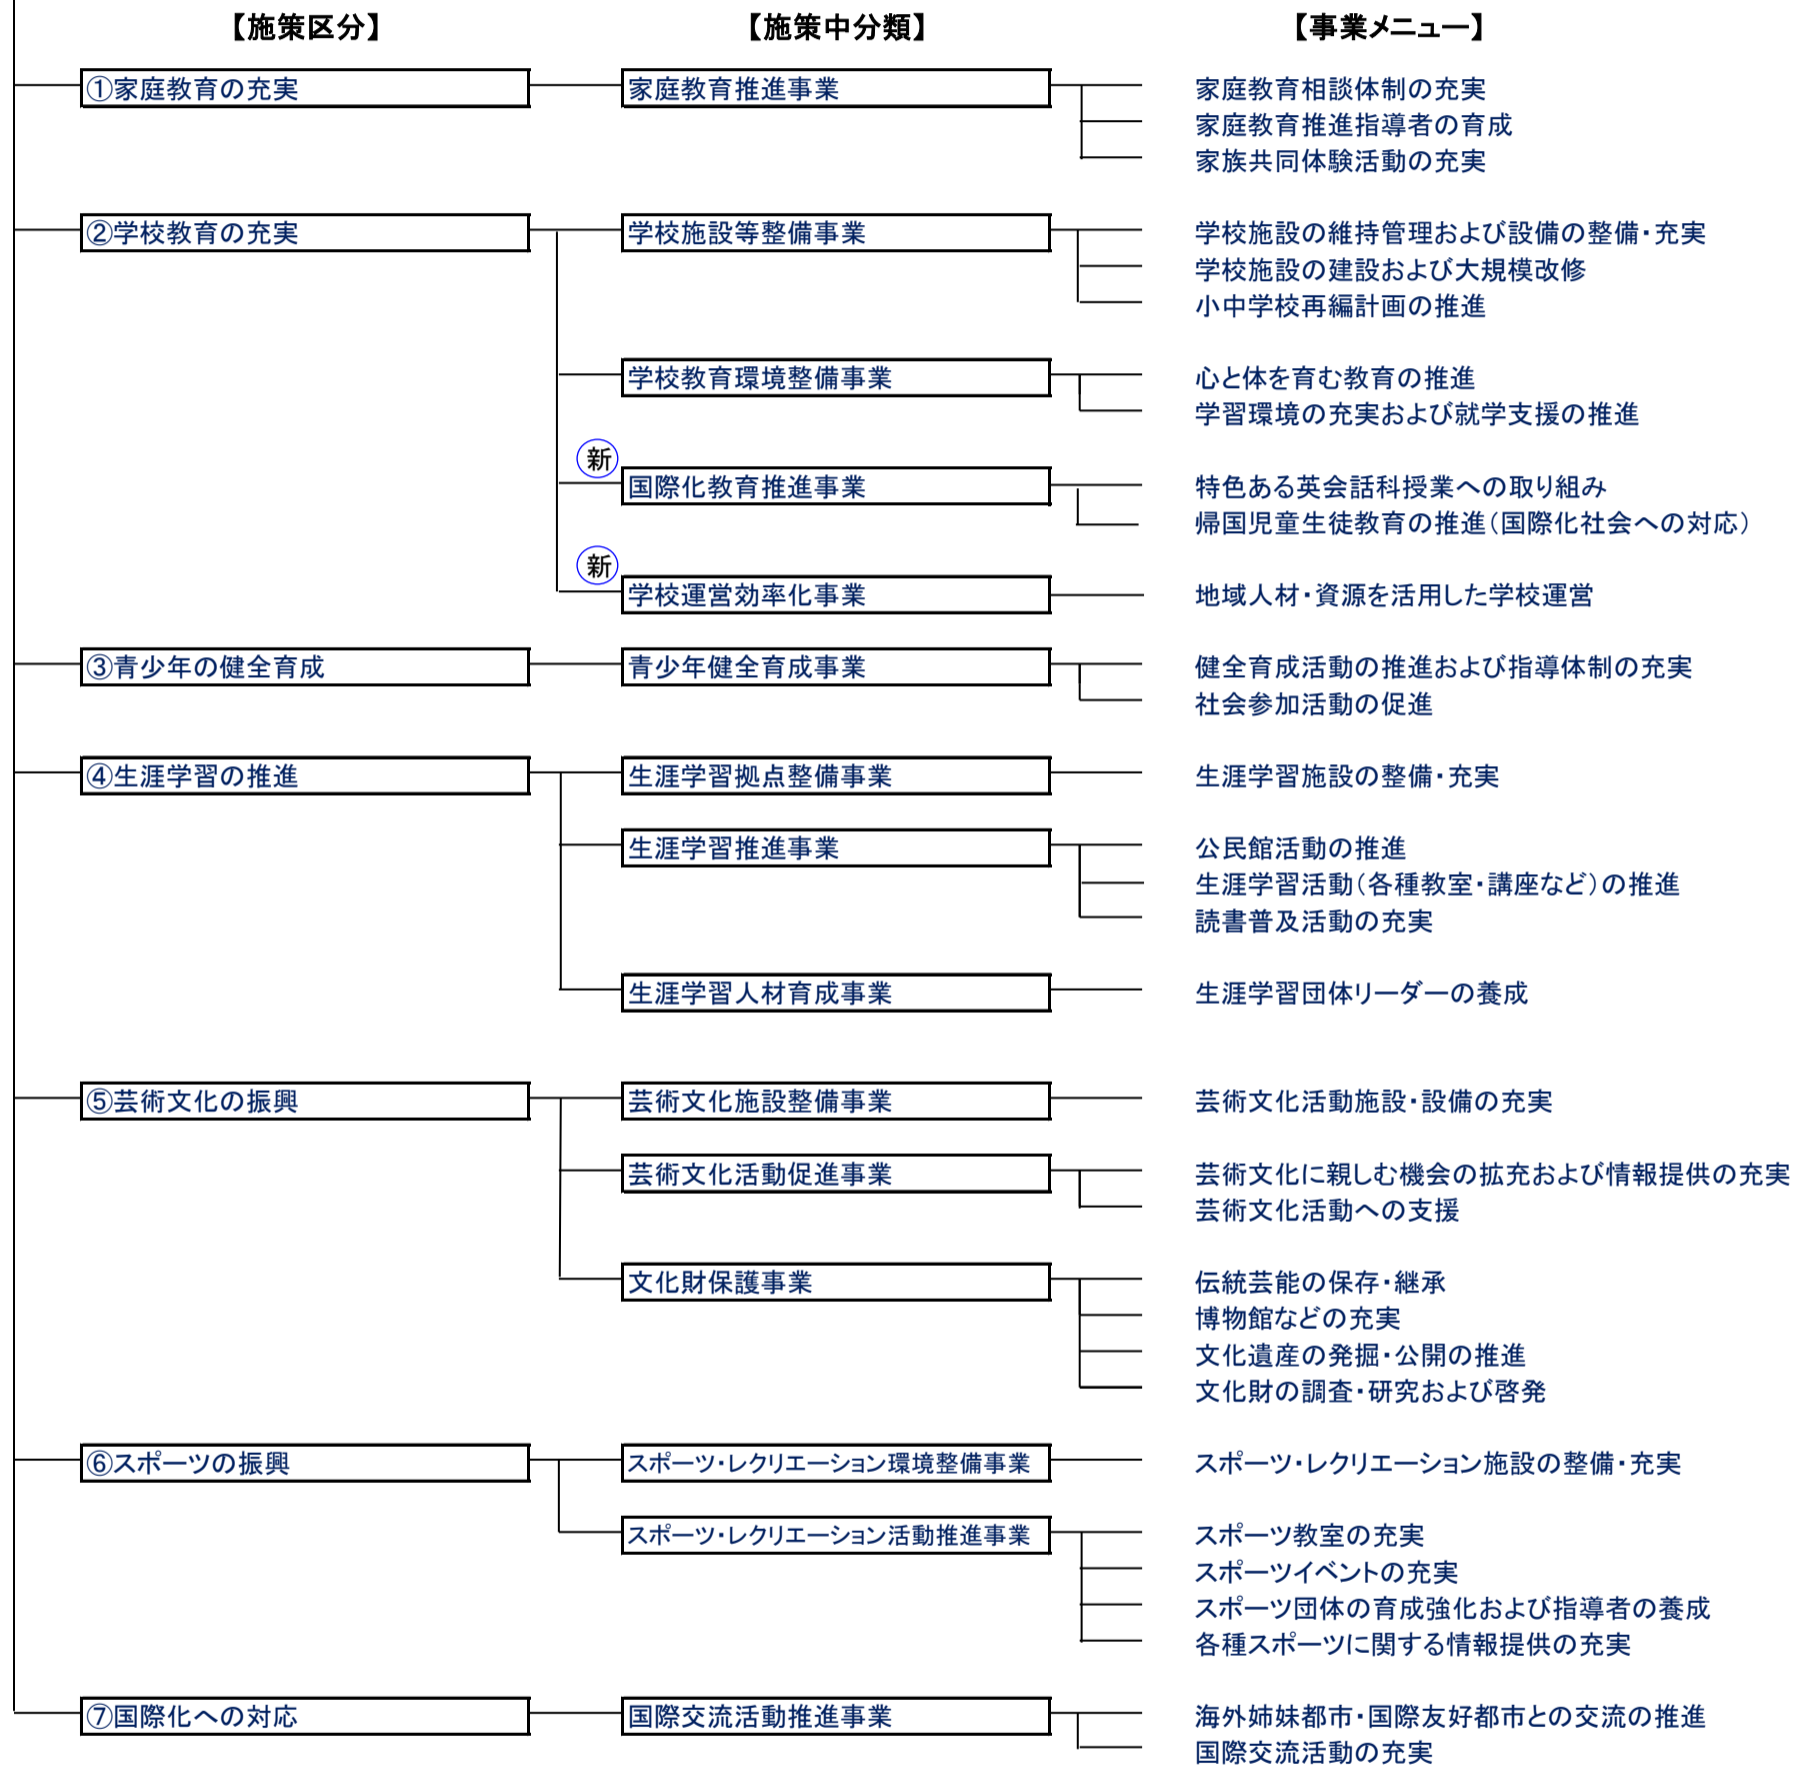 【施策区分】 【施策中分類】 【事業メニュー】
①家庭教育の充実 家庭教育推進事業 家庭教育相談体制の充実
家庭教育推進指導者の育成
家族共同体験活動の充実
②学校教育の充実 学校施設等整備事業 学校施設の維持管理および設備の整備・充実
学校施設の建設および大規模改修
小中学校再編計画の推進
学校教育環境整備事業 心と体を育む教育の推進
学習環境の充実および就学支援の推進
新
国際化教育推進事業 特色ある英会話科授業への取り組み
帰国児童生徒教育の推進(国際化社会への対応)
新
学校運営効率化事業 地域人材・資源を活用した学校運営
③青少年の健全育成 青少年健全育成事業 健全育成活動の推進および指導体制の充実
社会参加活動の促進
④生涯学習の推進 生涯学習拠点整備事業 生涯学習施設の整備・充実
生涯学習推進事業 公民館活動の推進
生涯学習活動(各種教室・講座など)の推進
読書普及活動の充実
生涯学習人材育成事業 生涯学習団体リーダーの養成
⑤芸術文化の振興 芸術文化施設整備事業 芸術文化活動施設・設備の充実
芸術文化活動促進事業 芸術文化に親しむ機会の拡充および情報提供の充実
芸術文化活動への支援
文化財保護事業 伝統芸能の保存・継承
博物館などの充実
文化遺産の発掘・公開の推進
文化財の調査・研究および啓発
⑥スポーツの振興 スポーツ・レクリエーション環境整備事業 スポーツ・レクリエーション施設の整備・充実
スポーツ・レクリエーション活動推進事業 スポーツ教室の充実
スポーツイベントの充実
スポーツ団体の育成強化および指導者の養成
各種スポーツに関する情報提供の充実
⑦国際化への対応 国際交流活動推進事業 海外姉妹都市・国際友好都市との交流の推進
国際交流活動の充実